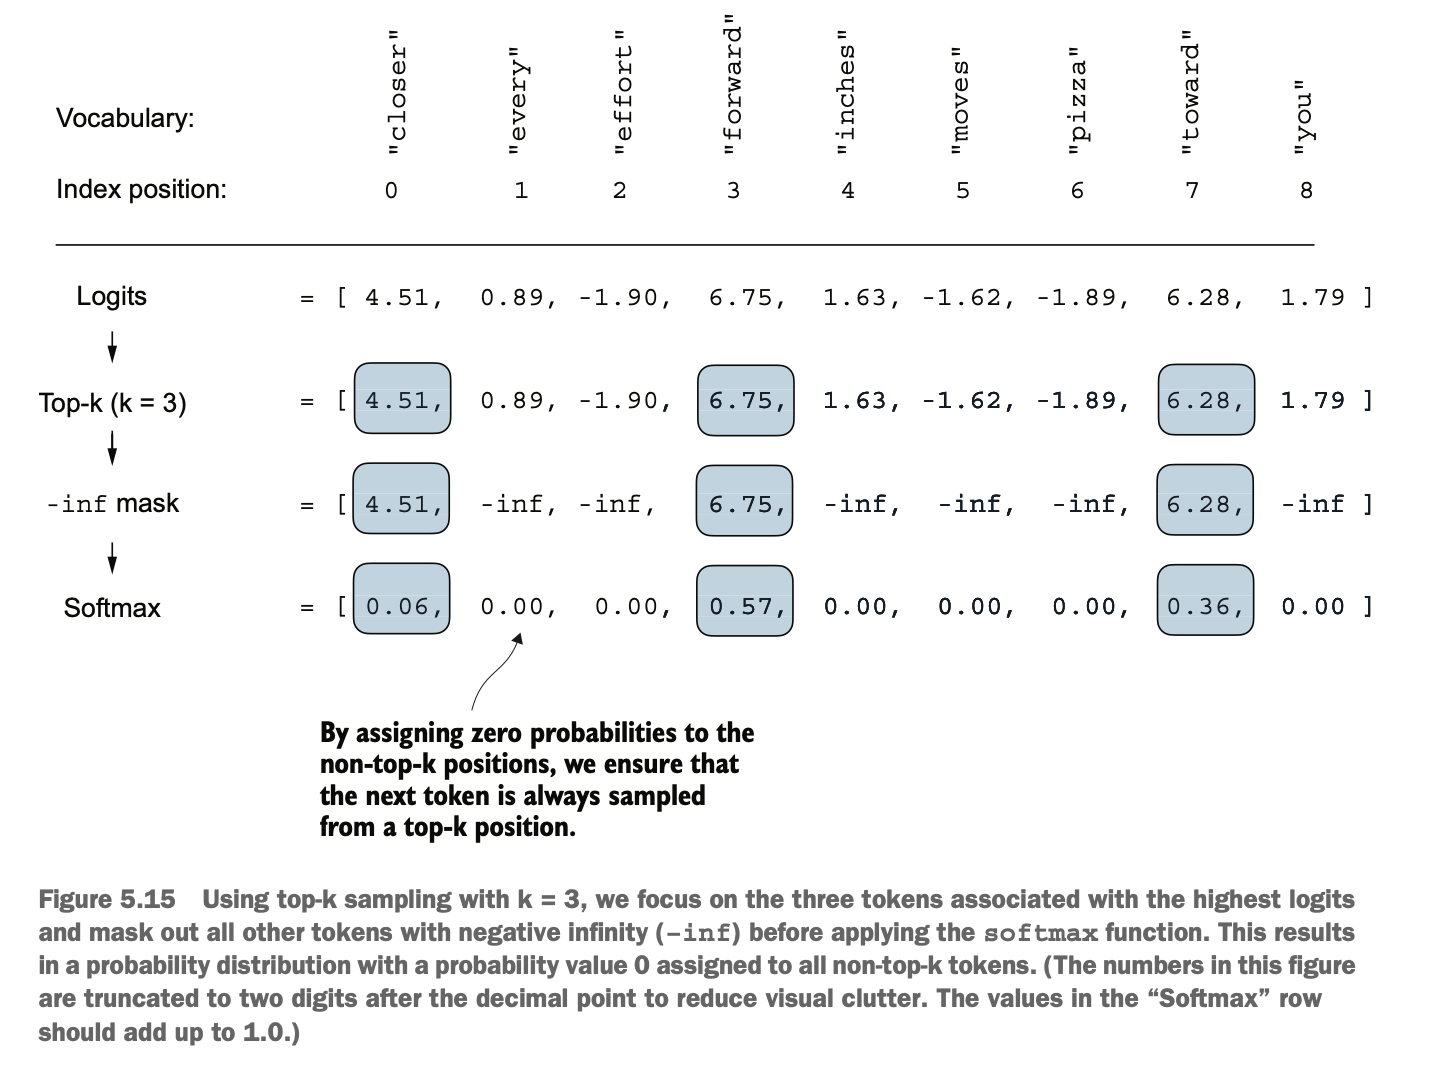 Vocabulary: "closer" "every" "effort" "forward" "inches" "moves" "pizza" "toward" "you"
Index position: 0 1 2 3 4 5 6 7 8
Logits = [ 4.51, 0.89, -1.90, 6.75, 1.63, -1.62, -1.89, 6.28, 1.79 ]
Top-k (k = 3) = [ 4.51, 0.89, -1.90, 6.75, 1.63, -1.62, -1.89, 6.28, 1.79 ]
-inf mask = [ 4.51, -inf, -inf, 6.75, -inf, -inf, -inf, 6.28, -inf ]
Softmax = [ 0.06, 0.00, 0.00, 0.57, 0.00, 0.00, 0.00, 0.36, 0.00 ]
By assigning zero probabilities to the
non-top-k positions, we ensure that
the next token is always sampled
from a top-k position.
Figure 5.15 Using top-k sampling with k = 3, we focus on the three tokens associated with the highest logits
and mask out all other tokens with negative infinity (-inf) before applying the softmax function. This results
in a probability distribution with a probability value 0 assigned to all non-top-k tokens. (The numbers in this figure
are truncated to two digits after the decimal point to reduce visual clutter. The values in the “Softmax” row
should add up to 1.0.)